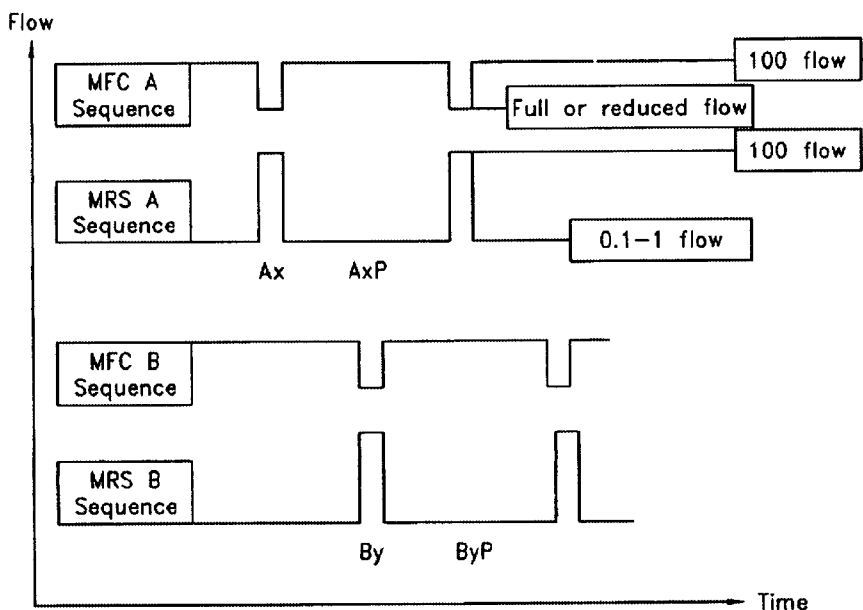 Flow
MFC A
Sequence
100 flow
Full or reduced flow
100 flow
MRS A
Sequence
0.1-1 flow
Ax AxP
MFC B
Sequence
MRS B
Sequence
By ByP
Time